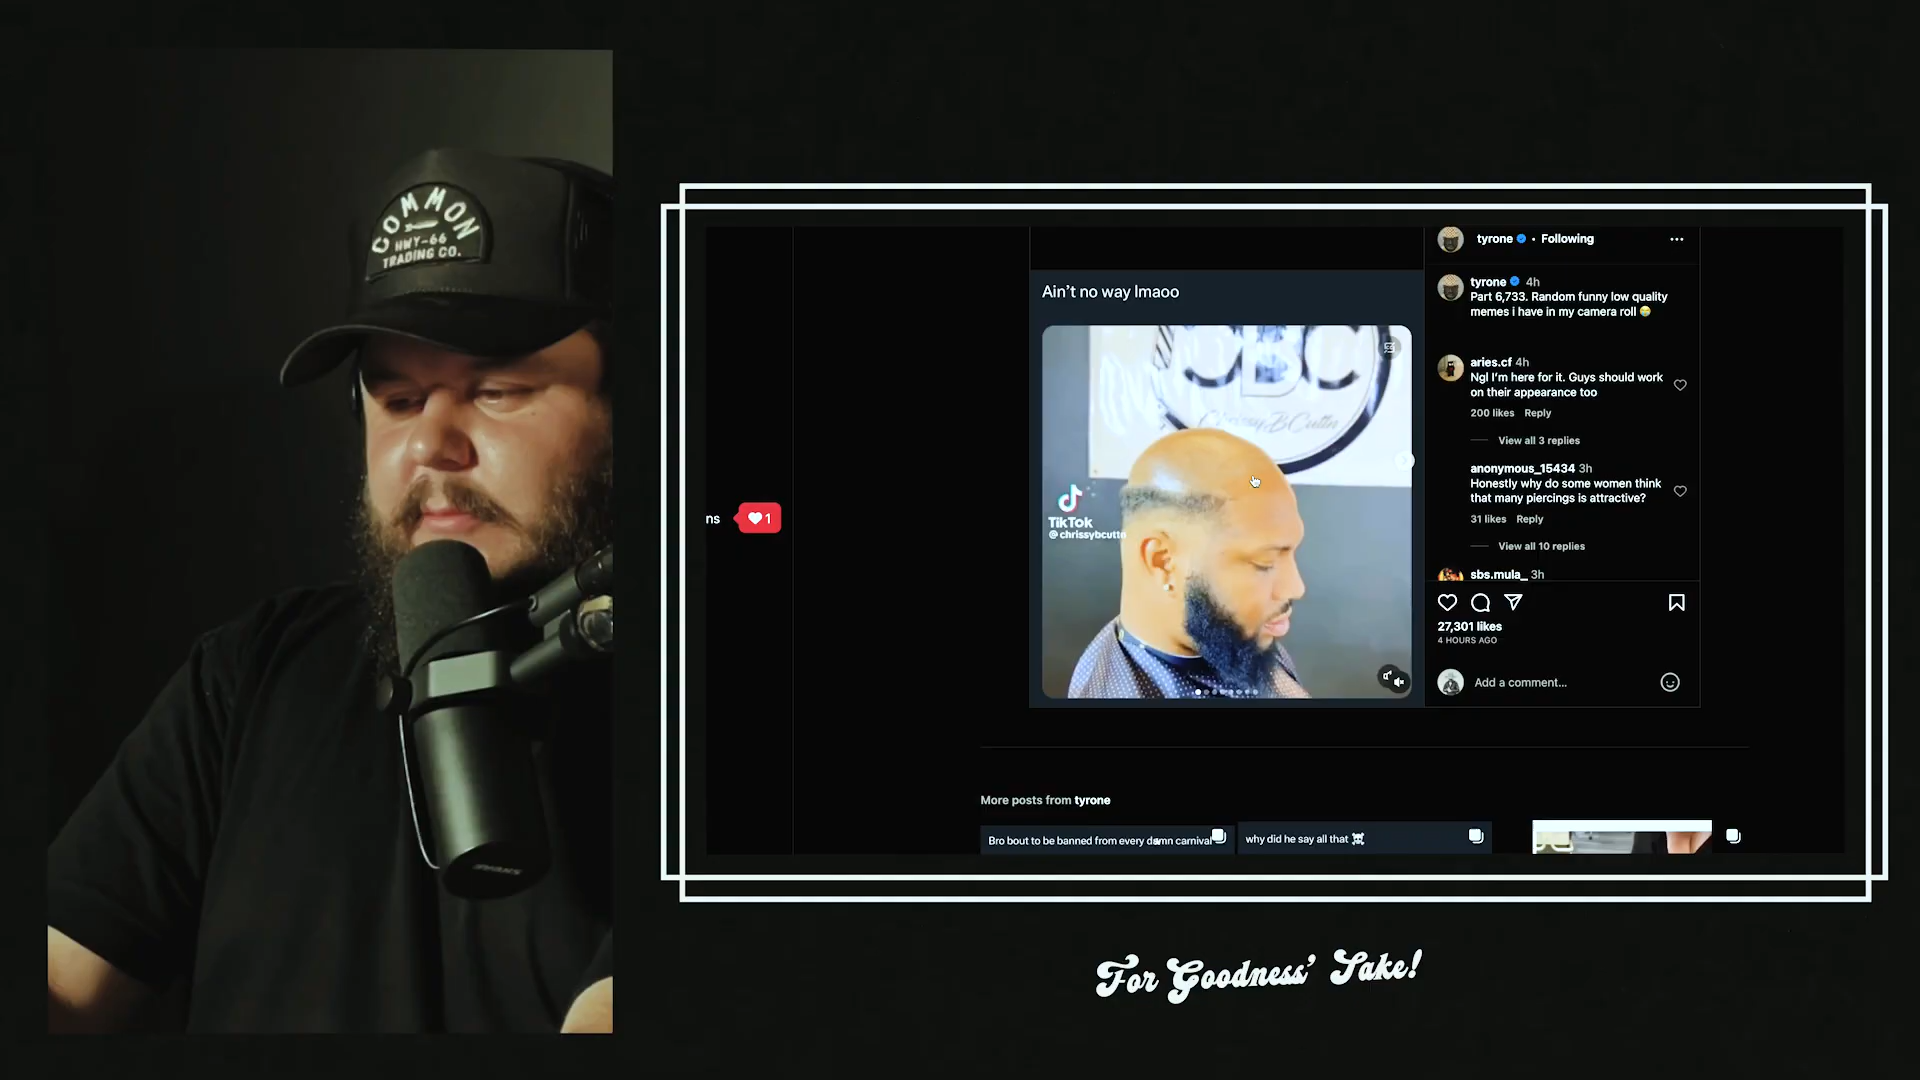 COMMON
HWY-66
TRADING CO.
ns
1
Ain't no way lmaoo
ChrissyBCuttn
TikTok
@chrissybcuttn
tyrone • Following
tyrone 4h
Part 6,733. Random funny low quality
memes i have in my camera roll 😂
aries.cf 4h
Ngl I'm here for it. Guys should work
on their appearance too
200 likes Reply
View all 3 replies
anonymous_15434 3h
Honestly why do some women think
that many piercings is attractive?
31 likes Reply
View all 10 replies
sbs.mula_ 3h
27,301 likes
4 HOURS AGO
Add a comment...
More posts from tyrone
Bro bout to be banned from every damn carnival
why did he say all that ☠️
For Goodness' Sake!